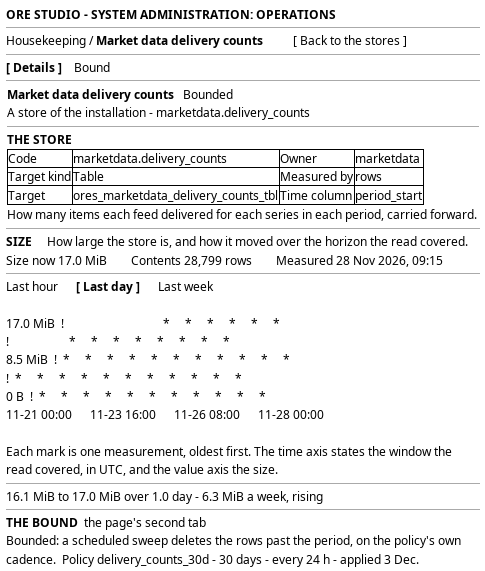 ORE STUDIO - SYSTEM ADMINISTRATION: OPERATIONS
Housekeeping / Market data delivery counts [ Back to the stores ]
[ Details ] Bound
Market data delivery counts Bounded
A store of the installation - marketdata.delivery_counts
THE STORE
Code marketdata.delivery_counts Owner marketdata
Target kind Table Measured by rows
Target ores_marketdata_delivery_counts_tbl Time column period_start
How many items each feed delivered for each series in each period, carried forward.
SIZE How large the store is, and how it moved over the horizon the read covered.
Size now 17.0 MiB Contents 28,799 rows Measured 28 Nov 2026, 09:15
Last hour [ Last day ] Last week
17.0 MiB ! * * * * * *
! * * * * * * * *
8.5 MiB ! * * * * * * * * * * *
! * * * * * * * * * *
0 B ! * * * * * * * * * * *
11-21 00:00 11-23 16:00 11-26 08:00 11-28 00:00
Each mark is one measurement, oldest first. The time axis states the window the
read covered, in UTC, and the value axis the size.
16.1 MiB to 17.0 MiB over 1.0 day - 6.3 MiB a week, rising
THE BOUND the page's second tab
Bounded: a scheduled sweep deletes the rows past the period, on the policy's own
cadence. Policy delivery_counts_30d - 30 days - every 24 h - applied 3 Dec.